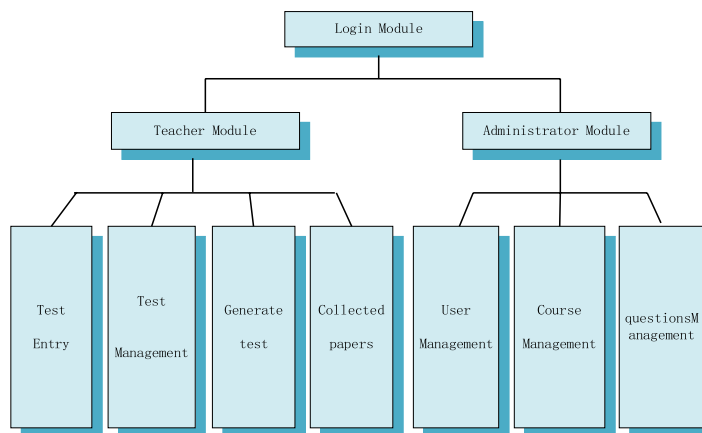 Login Module
Teacher Module
Administrator Module
Test
Entry
Test
Management
Generate
test
Collected
papers
User
Management
Course
Management
questionsM
anagement